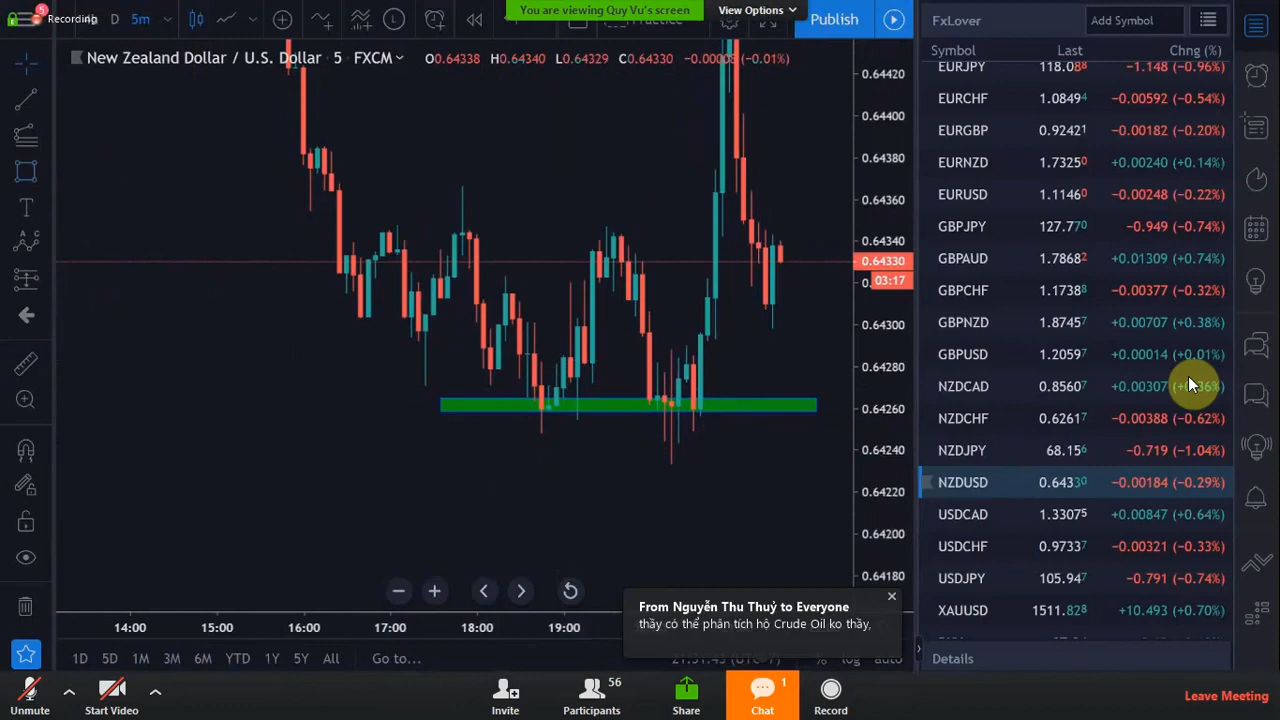 5
Recording
D
5m
You are viewing Quy Vu's screen
View Options
Publish
New Zealand Dollar / U.S. Dollar 5 FXCM
O0.64338 H0.64340 L0.64329 C0.64330
0.64420
0.64400
0.64380
0.64360
0.64340
0.64330
03:17
0.64300
0.64280
0.64260
0.64240
0.64220
0.64200
0.64180
14:00 15:00 16:00 17:00 18:00 19:00
5D 1M 3M 6M YTD 1Y 5Y All Go to...
log auto
From Nguyễn Thu Thuỷ to Everyone
thầy có thể phân tích hộ Crude Oil ko thầy,
FxLover Add Symbol
Symbol Last Chng (%)
EURJPY 118.088 −1.148 (−0.96%)
EURCHF 1.08494 −0.00592 (−0.54%)
EURGBP 0.92421 −0.00182 (−0.20%)
EURNZD 1.73250 +0.00240 (+0.14%)
EURUSD 1.11460 −0.00248 (−0.22%)
GBPJPY 127.770 −0.949 (−0.74%)
GBPAUD 1.78682 +0.01309 (+0.74%)
GBPCHF 1.17388 −0.00377 (−0.32%)
GBPNZD 1.87457 +0.00707 (+0.38%)
GBPUSD 1.20597 +0.00014 (+0.01%)
NZDCAD 0.85607 +0.00307
NZDCHF 0.62617 −0.00388 (−0.62%)
NZDJPY 68.156 −0.719 (−1.04%)
NZDUSD 0.64330 −0.00184 (−0.29%)
USDCAD 1.33075 +0.00847 (+0.64%)
USDCHF 0.97337 −0.00321 (−0.33%)
USDJPY 105.947 −0.791 (−0.74%)
XAUUSD 1511.828 +10.493 (+0.70%)
Details
Unmute
Start Video
Invite
56
Participants
Share
1
Chat
Record
Leave Meeting